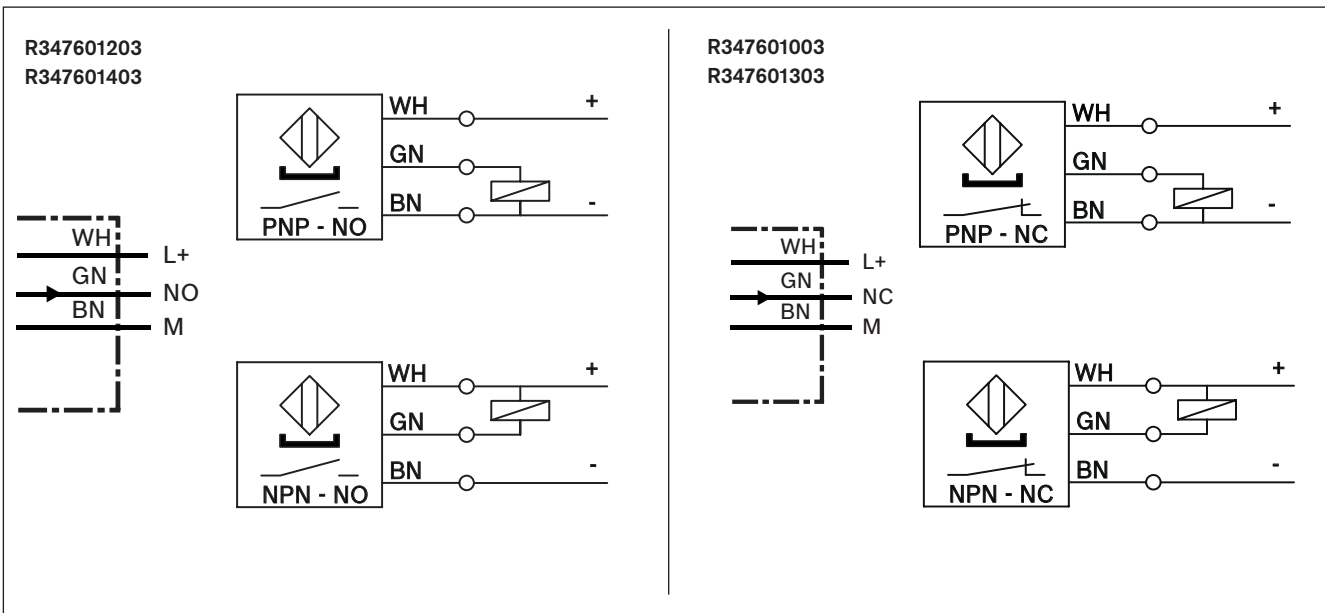 R347601203
R347601403
WH +
GN
BN -
PNP - NO
WH L+
GN NO
BN M
WH +
GN
BN -
NPN - NO
R347601003
R347601303
WH +
GN
BN -
PNP - NC
WH L+
GN NC
BN M
WH +
GN
BN -
NPN - NC